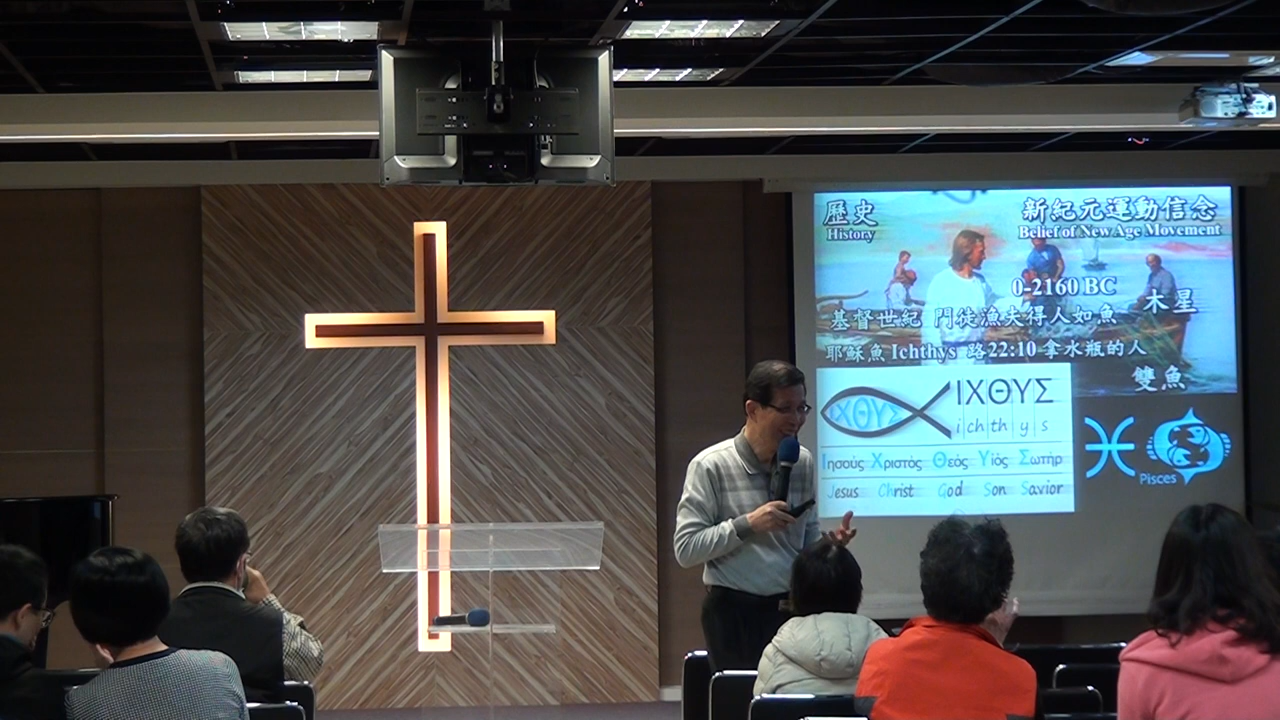 歷史
History
新紀元運動信念
Belief of New Age Movement
0-2160 BC
木星
基督世紀 門徒漁夫得人如魚
耶穌魚 Ichthys 路22:10 拿水瓶的人
雙魚
ΙΧΘΥΣ
ΙΧΘΥΣ
i ch th y s
Ιησούς Χριστός Θεός Υἱός Σωτήρ
Jesus Christ God Son Savior
Pisces